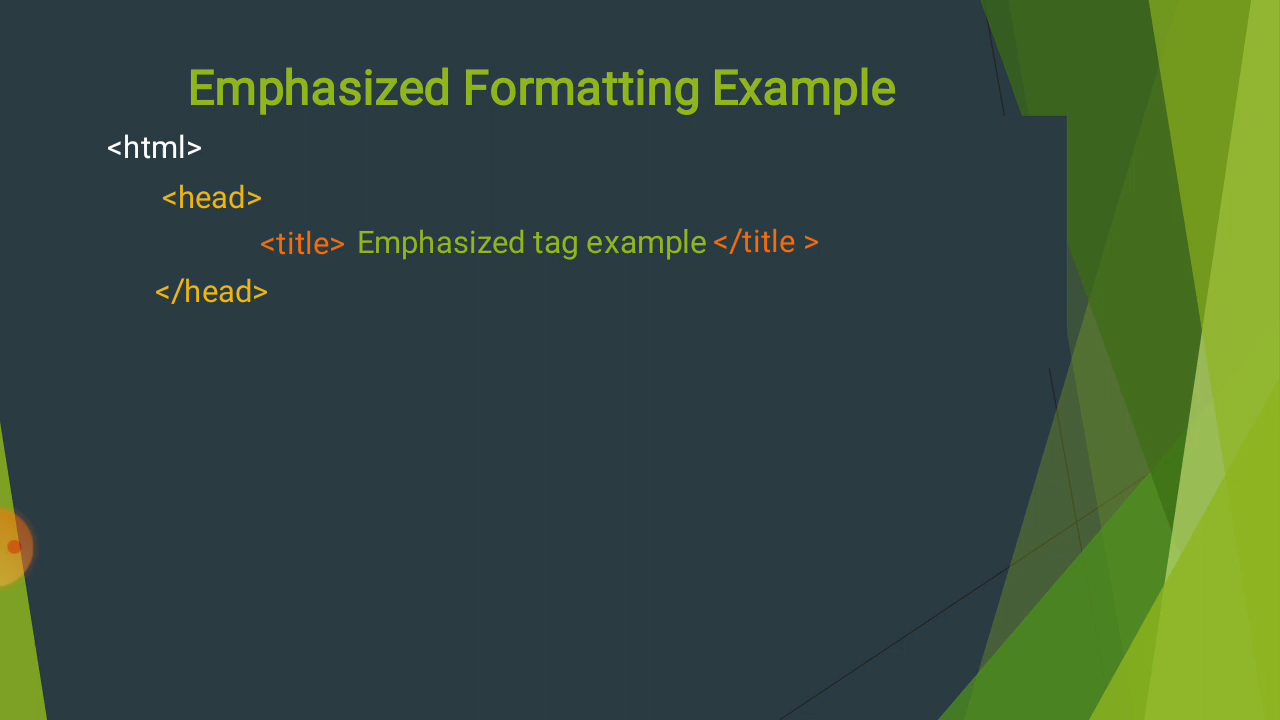 Emphasized Formatting Example
<html>
<head>
<title> Emphasized tag example </title >
</head>